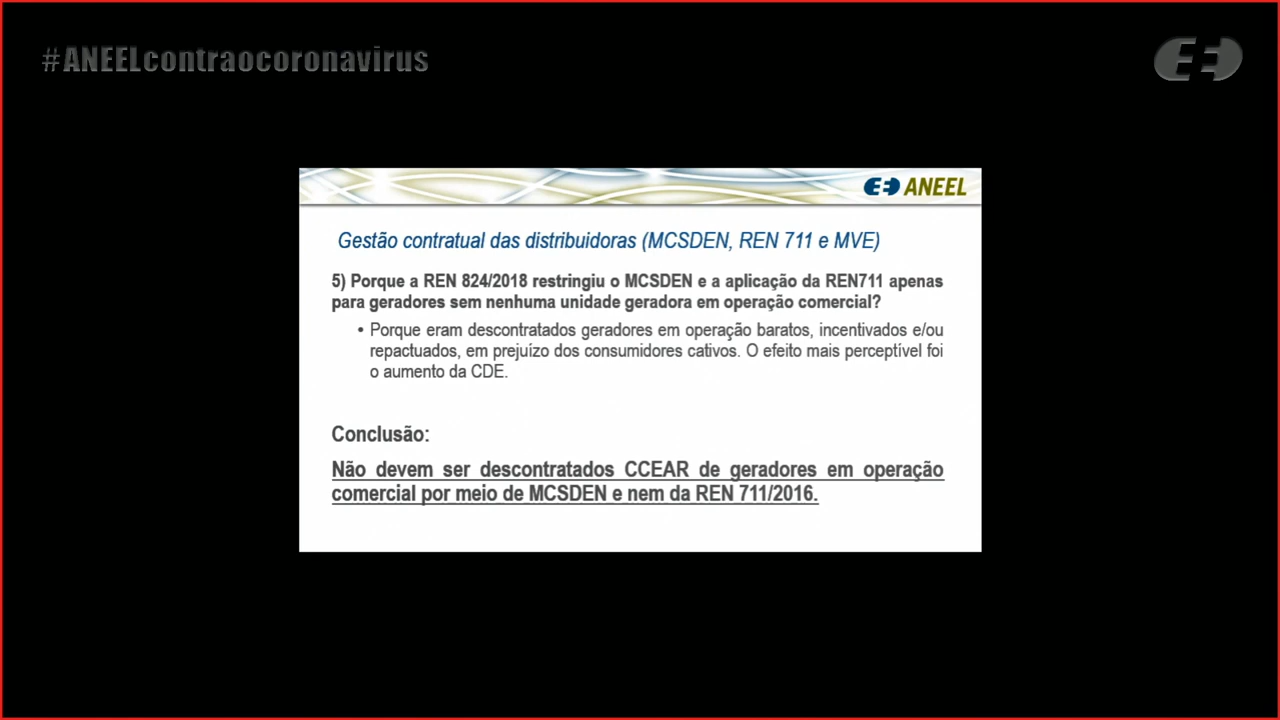 #ANEELcontraocoronavirus
ANEEL
Gestão contratual das distribuidoras (MCSDEN, REN 711 e MVE)
5) Porque a REN 824/2018 restringiu o MCSDEN e a aplicação da REN711 apenas
para geradores sem nenhuma unidade geradora em operação comercial?
• Porque eram descontratados geradores em operação baratos, incentivados e/ou
repactuados, em prejuízo dos consumidores cativos. O efeito mais perceptível foi
o aumento da CDE.
Conclusão:
Não devem ser descontratados CCEAR de geradores em operação
comercial por meio de MCSDEN e nem da REN 711/2016.